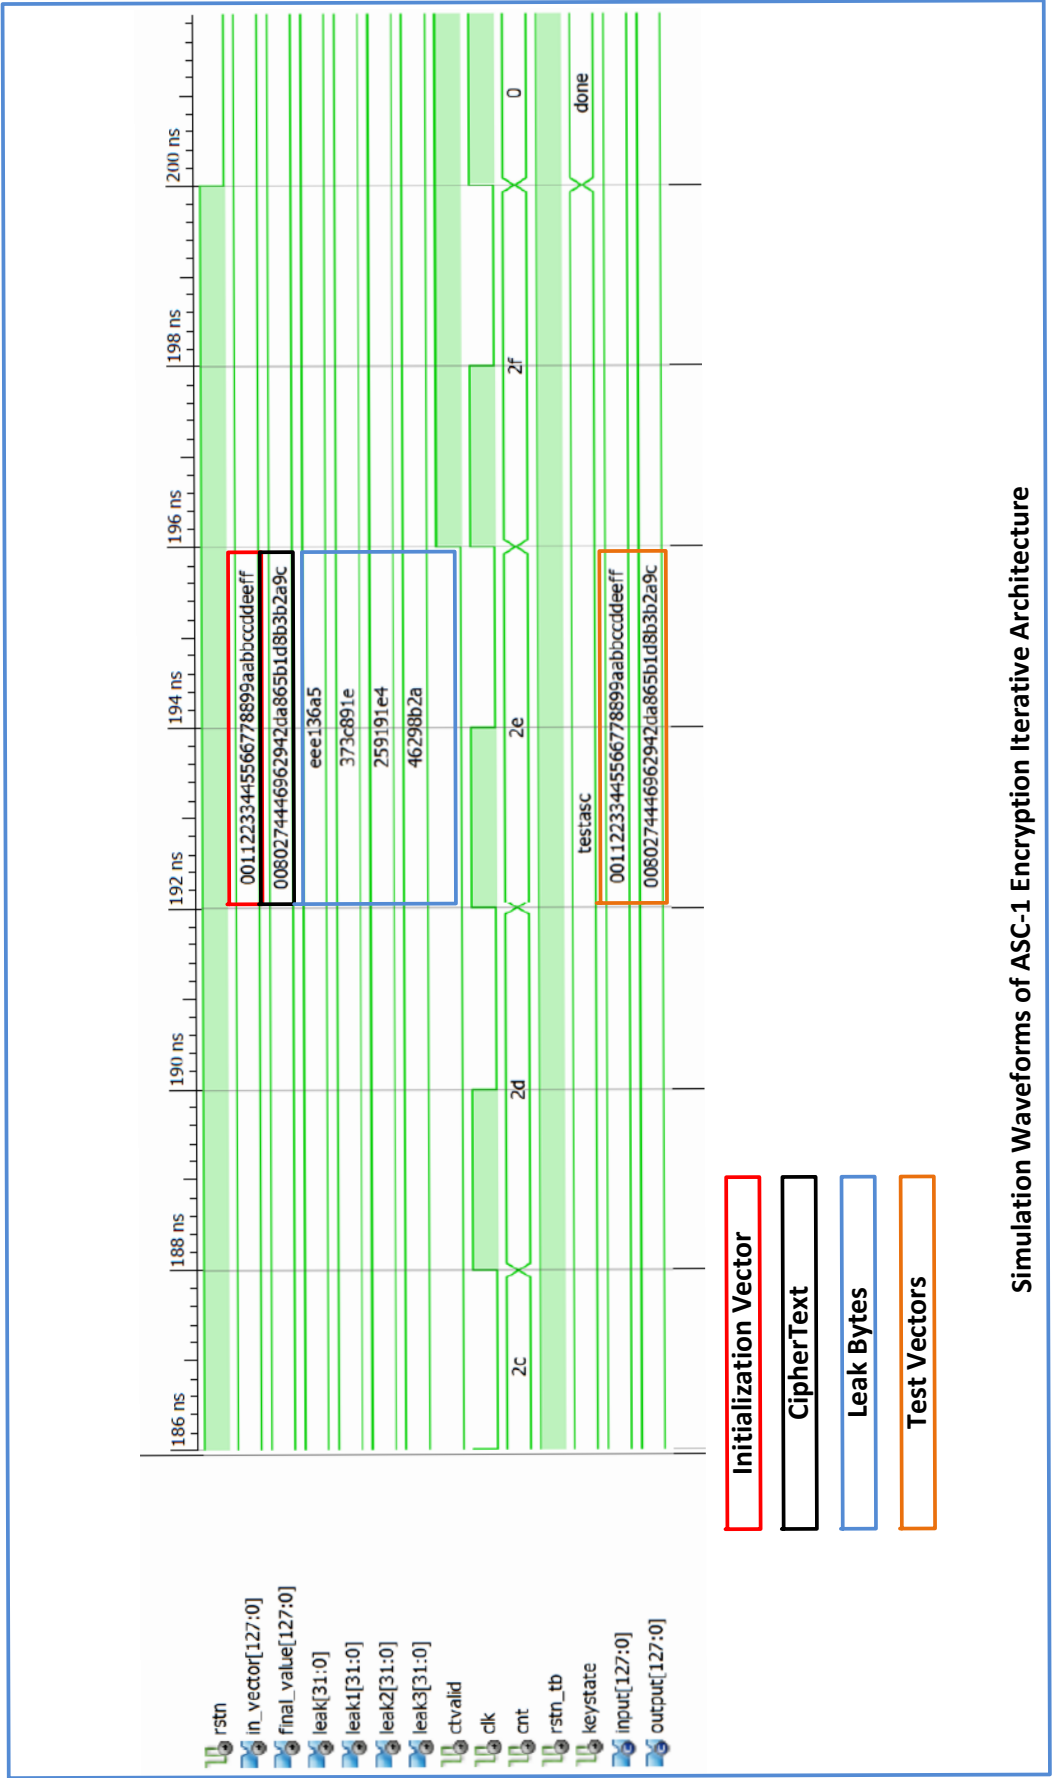 186 ns 188 ns 190 ns 192 ns 194 ns 196 ns 198 ns 200 ns
rstn
in_vector[127:0] 00112233445566778899aabbccddeeff
final_value[127:0] 0080274446962942da865b1d8b3b2a9c
leak[31:0] eee136a5
leak1[31:0] 373c891e
leak2[31:0] 259191e4
leak3[31:0] 46298b2a
ctvalid
clk
cnt 2c 2d 2e 2f 0
rstn_tb
keystate testasc done
input[127:0] 00112233445566778899aabbccddeeff
output[127:0] 0080274446962942da865b1d8b3b2a9c
Initialization Vector
CipherText
Leak Bytes
Test Vectors
Simulation Waveforms of ASC-1 Encryption Iterative Architecture